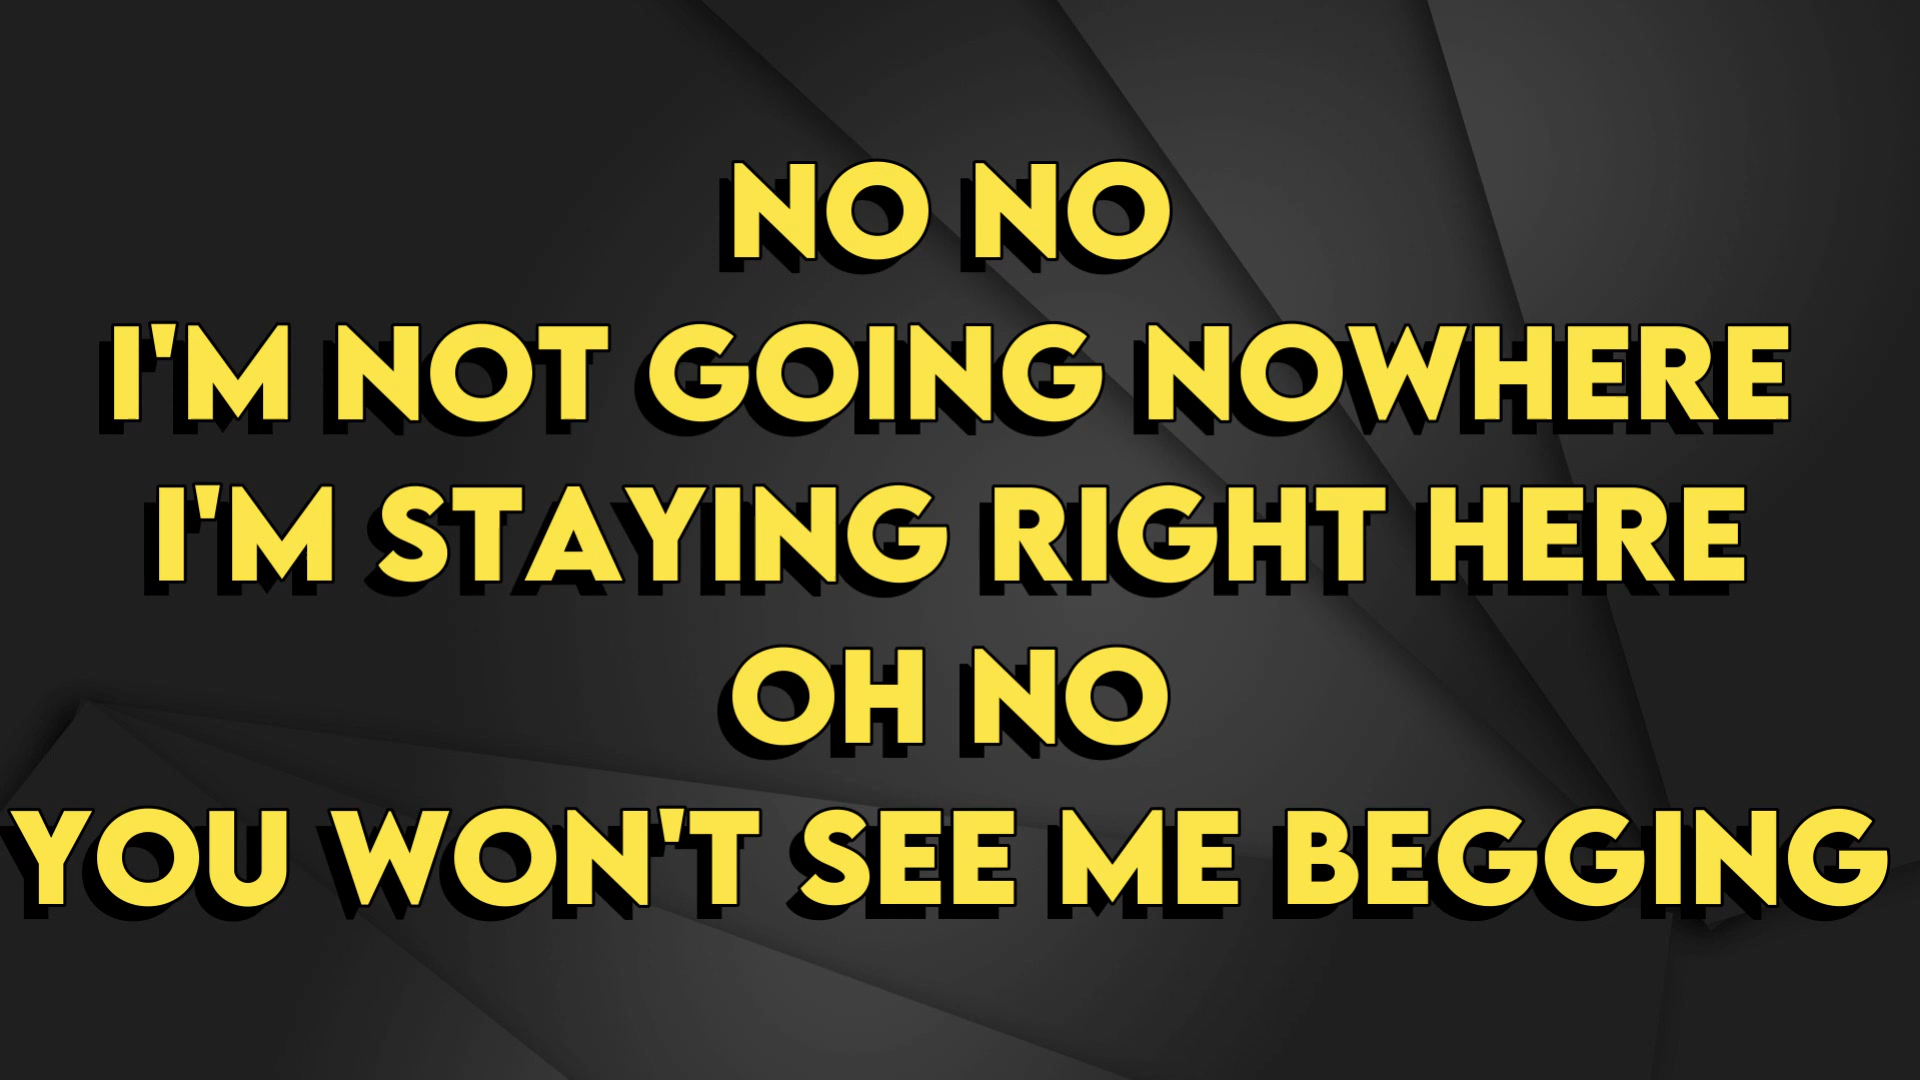 NO NO
I'M NOT GOING NOWHERE
I'M STAYING RIGHT HERE
OH NO
YOU WON'T SEE ME BEGGING